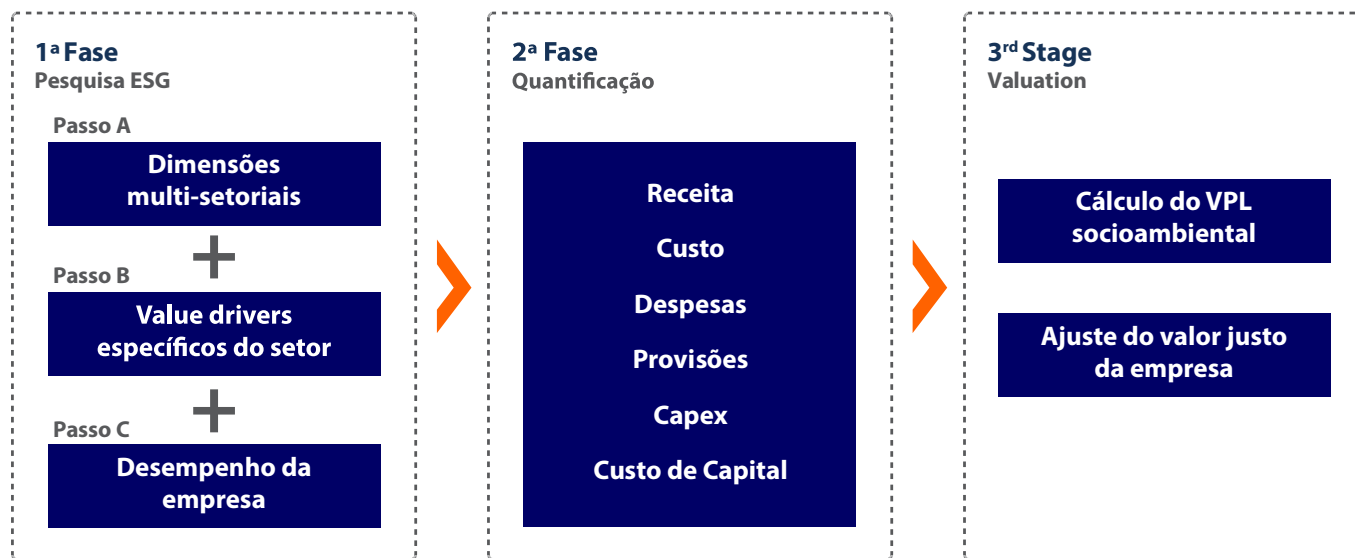 1ª Fase
Pesquisa ESG
Passo A
Dimensões
multi-setoriais
+
Passo B
Value drivers
específicos do setor
+
Passo C
Desempenho da
empresa
2ª Fase
Quantificação
Receita
Custo
Despesas
Provisões
Capex
Custo de Capital
3rd Stage
Valuation
Cálculo do VPL
socioambiental
Ajuste do valor justo
da empresa